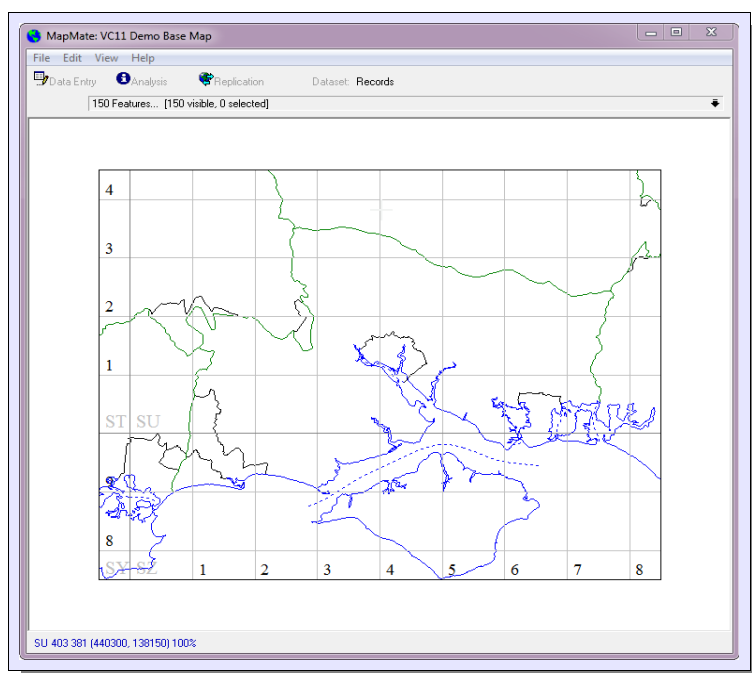 MapMate: VC11 Demo Base Map
File Edit View Help
Data Entry Analysis Replication Dataset: Records
150 Features... [150 visible, 0 selected]
4
3
2
1
ST SU
9
8
SY SZ 1 2 3 4 5 6 7 8
SU 403 381 (440300, 138150) 100%